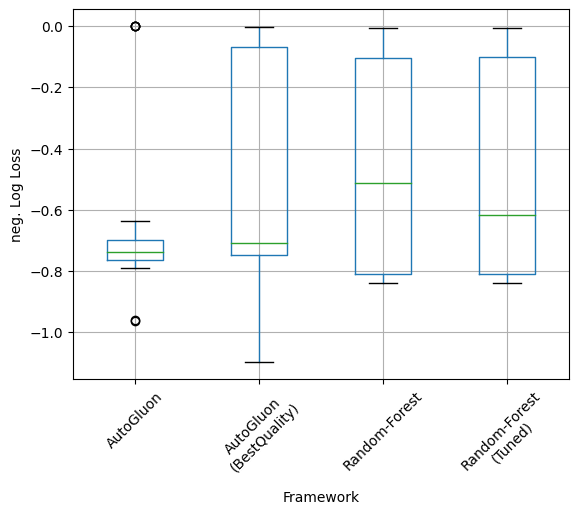 0.0
−0.2
−0.4
−0.6
−0.8
−1.0
neg. Log Loss
AutoGluon
AutoGluon
(BestQuality)
Random-Forest
Random-Forest
(Tuned)
Framework